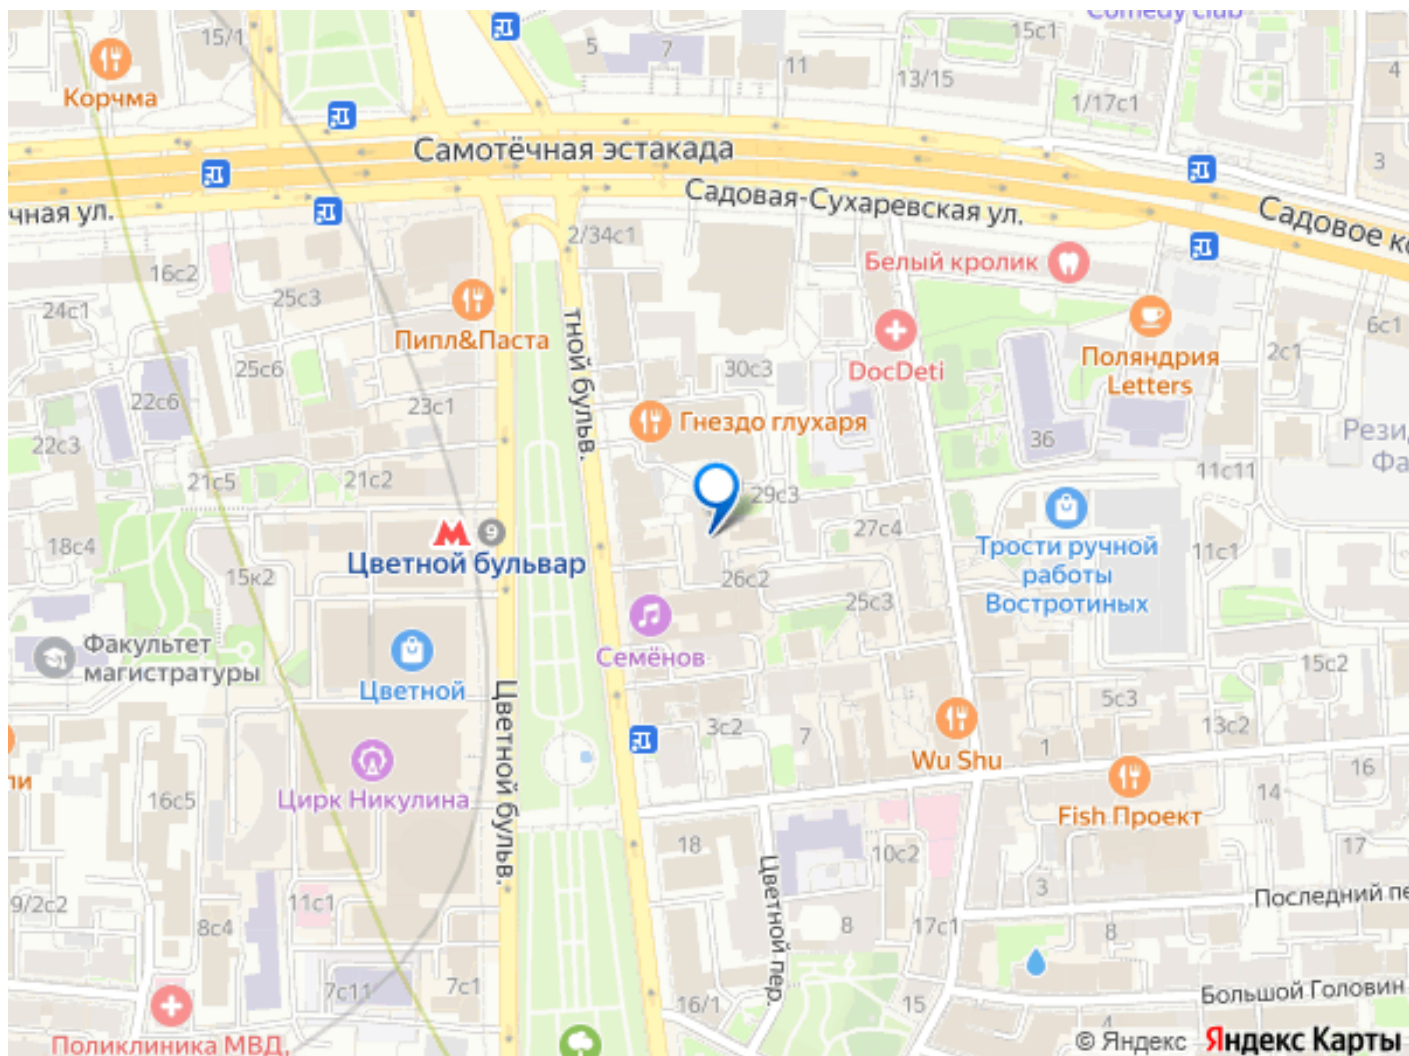 Comedy club
15/1
5
7
11
15с1
13/15
4
Корчма
1/17с1
3
Самотёчная эстакада
Садовая-Сухаревская ул.
чная ул.
Садовое ко
2/34с1
Белый кролик
16с2
25с3
24с1
Пипл&Паста
тной бульв.
6с1
2с1
25с6
30с3
DocDeti
Поляндрия
Letters
22с6
23с1
Гнездо глухаря
36
22с3
Рези
Фа
11с11
21с5
21с2
29с3
27с4
9
Цветной бульвар
18с4
15к2
26с2
Трости ручной
работы
Востротиных
11с1
25с3
Факультет
магистратуры
Цветной
Семёнов
15с2
Цветной бульв.
5с3
3с2
7
13с2
1
Wu Shu
ли
16с5
Цирк Никулина
16
14
Fish Проект
18
Цветной пер.
10с2
17
3
Последний пе
9/2с2
11с1
8с4
8
17с1
8
7с11
7с1
16/1
15
Большой Головин
4
Поликлиника МВД,
© Яндекс Яндекс Карты